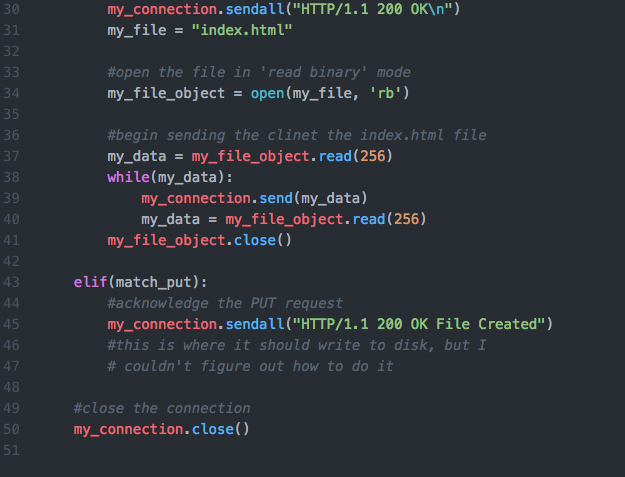 30 my_connection.sendall("HTTP/1.1 200 OK\n")
31 my_file = "index.html"
32
33 #open the file in 'read binary' mode
34 my_file_object = open(my_file, 'rb')
35
36 #begin sending the clinet the index.html file
37 my_data = my_file_object.read(256)
38 while(my_data):
39 my_connection.send(my_data)
40 my_data = my_file_object.read(256)
41 my_file_object.close()
42
43 elif(match_put):
44 #acknowledge the PUT request
45 my_connection.sendall("HTTP/1.1 200 OK File Created")
46 #this is where it should write to disk, but I
47 # couldn't figure out how to do it
48
49 #close the connection
50 my_connection.close()
51